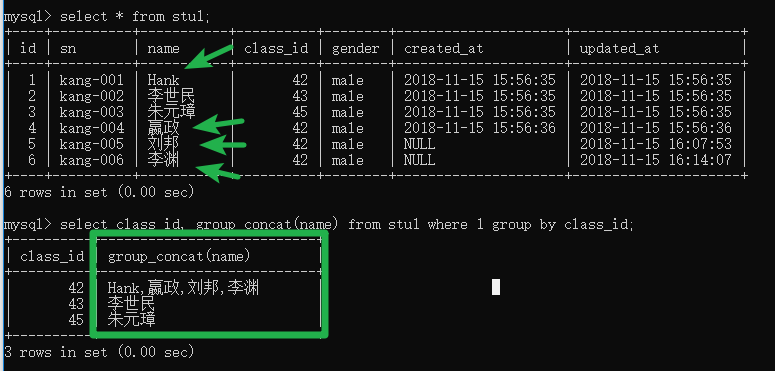 mysql> select * from stu1;
| id | sn | name | class_id | gender | created_at | updated_at |
| 1 | kang-001 | Hank | 42 | male | 2018-11-15 15:56:35 | 2018-11-15 15:56:35 |
| 2 | kang-002 | 李世民 | 43 | male | 2018-11-15 15:56:35 | 2018-11-15 15:56:35 |
| 3 | kang-003 | 朱元璋 | 45 | male | 2018-11-15 15:56:35 | 2018-11-15 15:56:35 |
| 4 | kang-004 | 嬴政 | 42 | male | 2018-11-15 15:56:36 | 2018-11-15 15:56:36 |
| 5 | kang-005 | 刘邦 | 42 | male | NULL | 2018-11-15 16:07:53 |
| 6 | kang-006 | 李渊 | 42 | male | NULL | 2018-11-15 16:14:07 |
6 rows in set (0.00 sec)
mysql> select class_id, group_concat(name) from stu1 where 1 group by class_id;
| class_id | group_concat(name) |
| 42 | Hank,嬴政,刘邦,李渊
| 43 | 李世民
| 45 | 朱元璋
3 rows in set (0.00 sec)